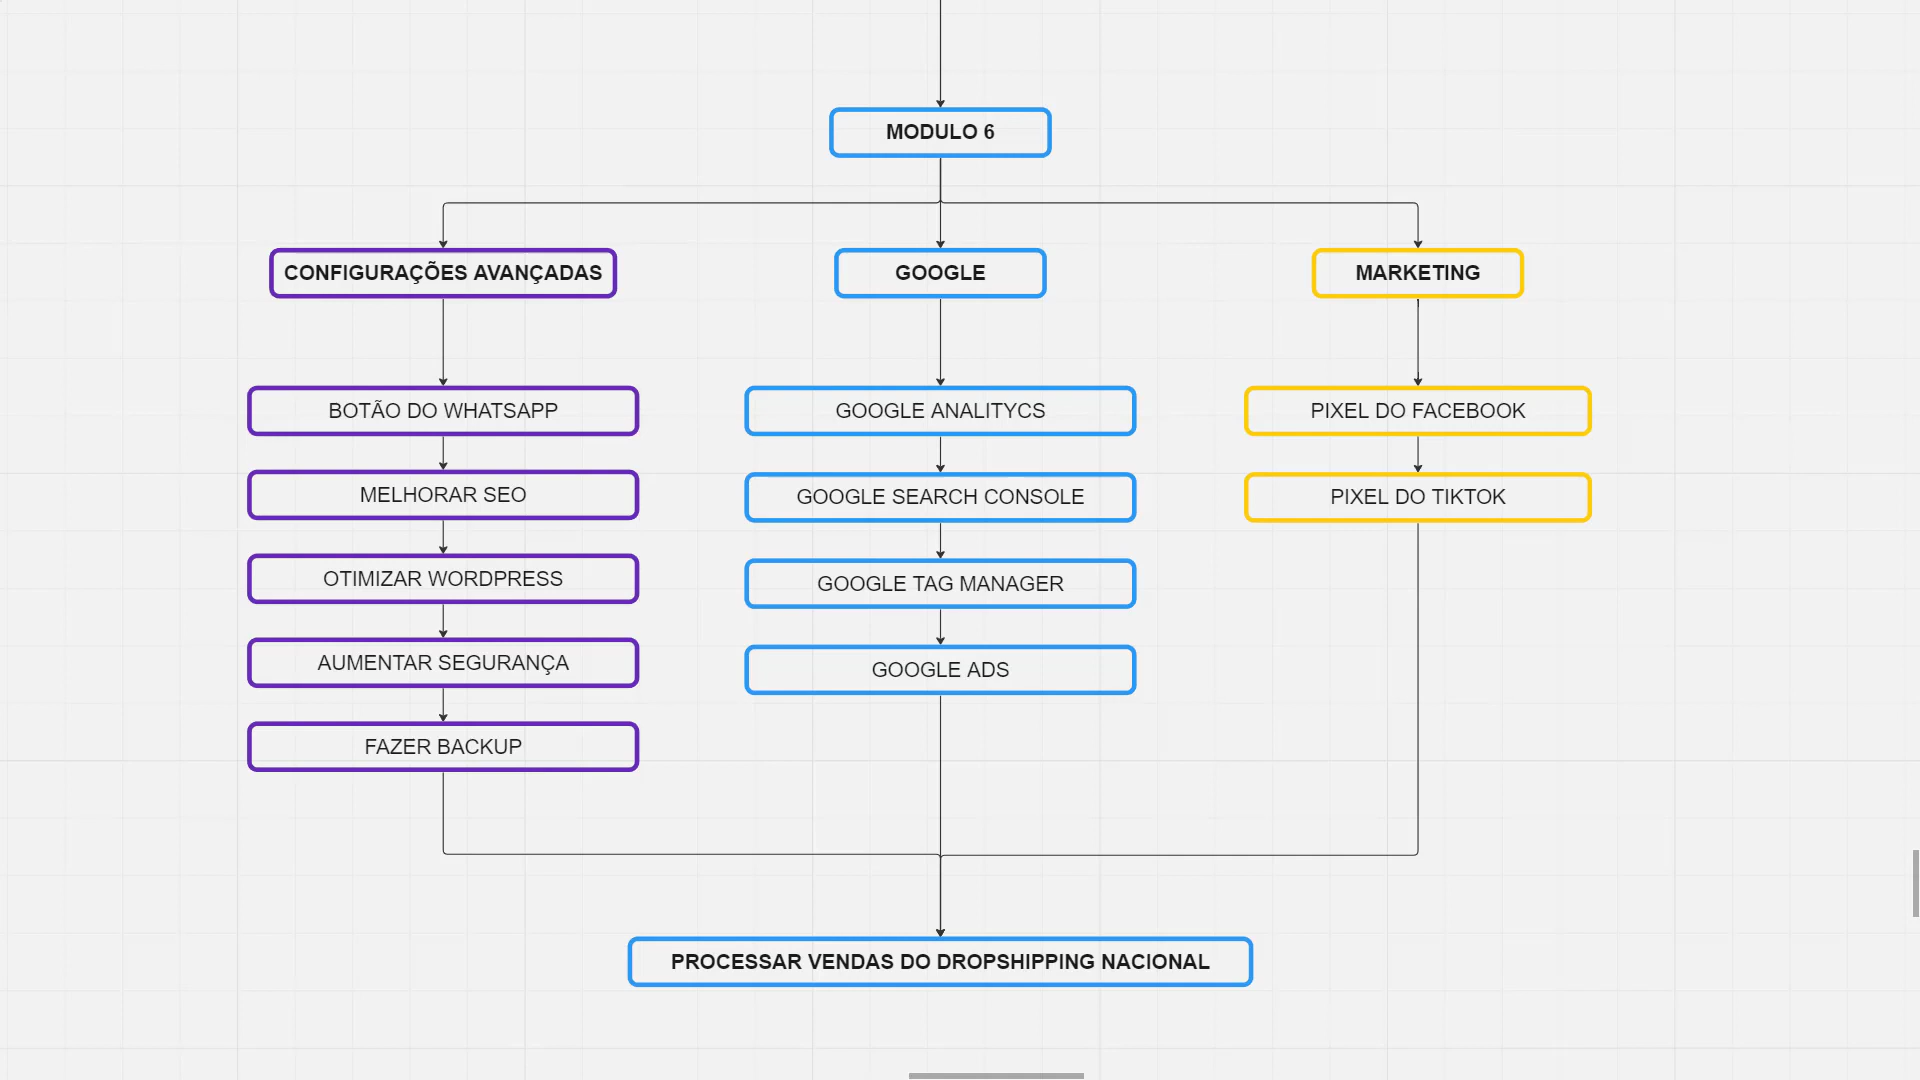 MODULO 6
CONFIGURAÇÕES AVANÇADAS
GOOGLE
MARKETING
BOTÃO DO WHATSAPP
MELHORAR SEO
OTIMIZAR WORDPRESS
AUMENTAR SEGURANÇA
FAZER BACKUP
GOOGLE ANALITYCS
GOOGLE SEARCH CONSOLE
GOOGLE TAG MANAGER
GOOGLE ADS
PIXEL DO FACEBOOK
PIXEL DO TIKTOK
PROCESSAR VENDAS DO DROPSHIPPING NACIONAL